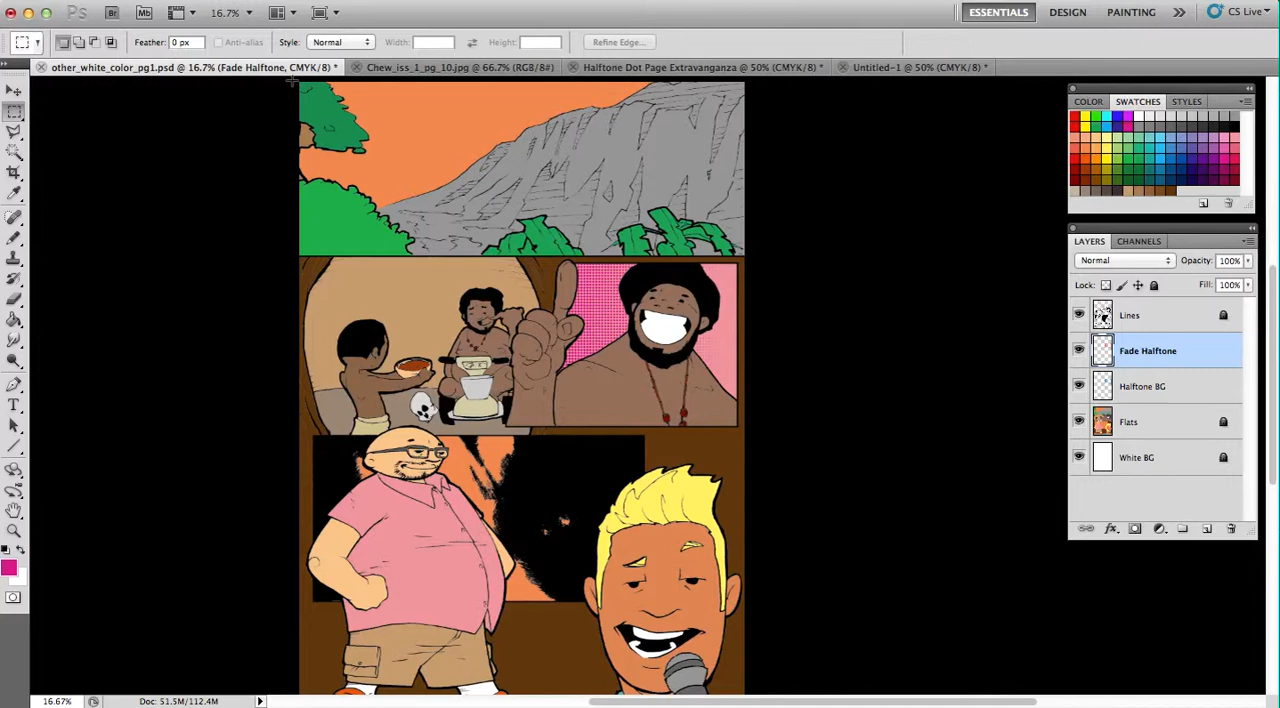 Ps Br Mb 16.7% ESSENTIALS DESIGN PAINTING CS Live
Feather: 0 px Anti-alias Style: Normal Width: Height: Refine Edge...
other_white_color_pg1.psd @ 16.7% (Fade Halftone, CMYK/8) * Chew_iss_1_pg_10.jpg @ 66.7% (RGB/8#) Halftone Dot Page Extravaganza @ 50% (CMYK/8) * Untitled-1 @ 50% (CMYK/8) *
COLOR SWATCHES STYLES
LAYERS CHANNELS
Normal Opacity: 100%
Lock: Fill: 100%
Lines
Fade Halftone
Halftone BG
Flats
White BG
16.67% Doc: 51.5M/112.4M